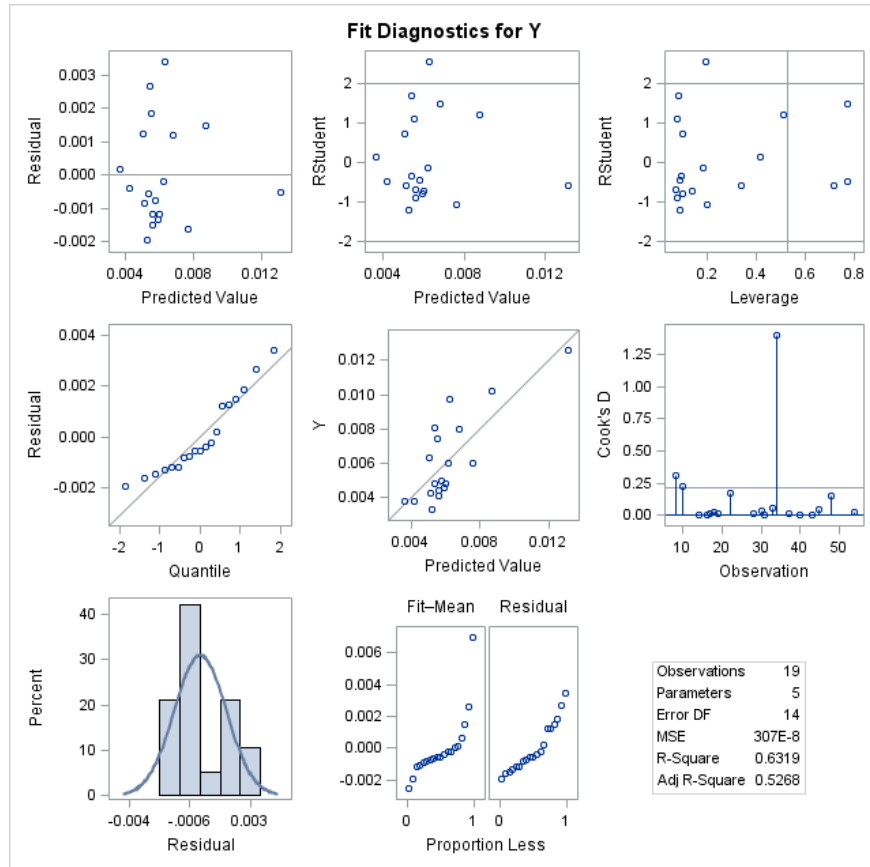 Fit Diagnostics for Y
0.003
0.002
0.001
0.000
-0.001
-0.002
Residual
0.004 0.008 0.012
Predicted Value
2
1
0
-1
-2
RStudent
0.004 0.008 0.012
Predicted Value
2
1
0
-1
-2
RStudent
0.2 0.4 0.6 0.8
Leverage
0.004
0.002
0.000
-0.002
Residual
-2 -1 0 1 2
Quantile
0.012
0.010
0.008
0.006
0.004
Y
0.004 0.008 0.012
Predicted Value
1.25
1.00
0.75
0.50
0.25
0.00
Cook's D
10 20 30 40 50
Observation
40
30
20
10
0
Percent
-0.004 -.0006 0.003
Residual
Fit–Mean Residual
0.006
0.004
0.002
0.000
-0.002
0 1 0 1
Proportion Less
Observations 19
Parameters 5
Error DF 14
MSE 307E-8
R-Square 0.6319
Adj R-Square 0.5268